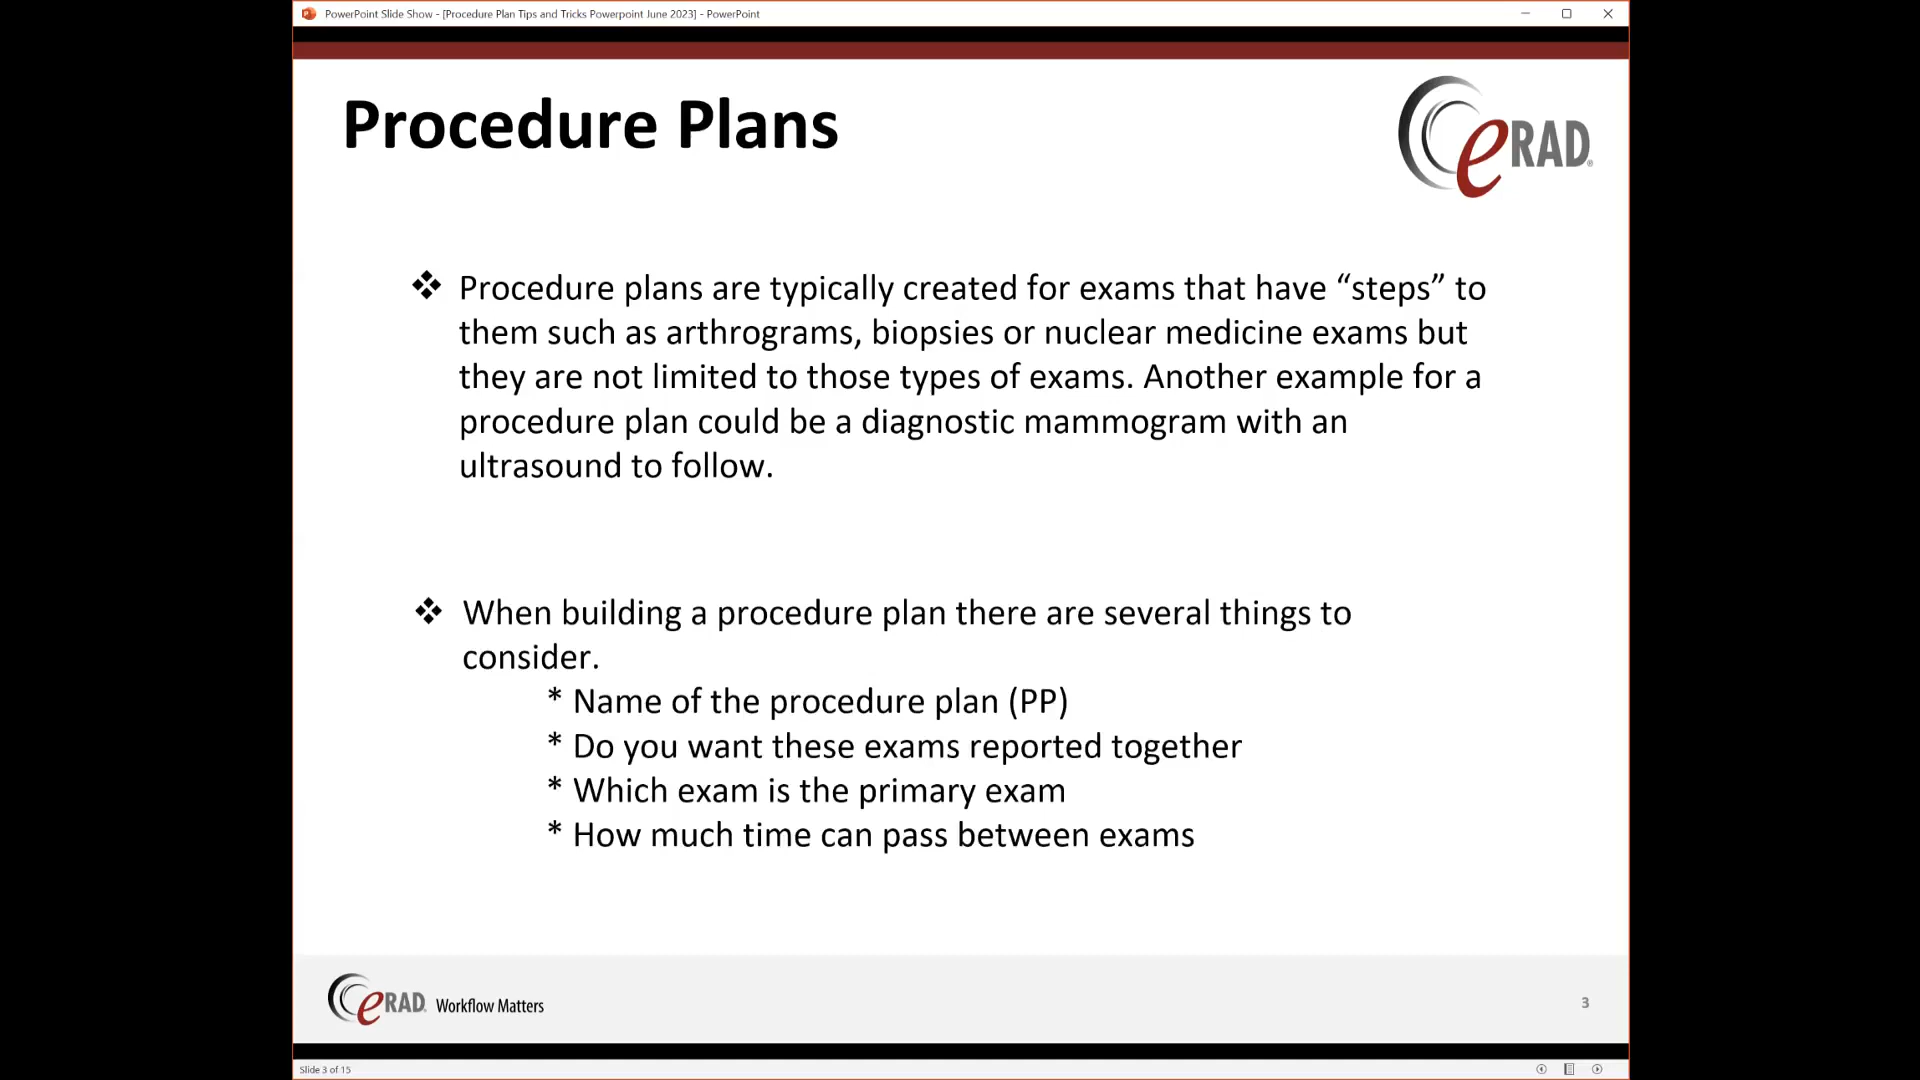 PowerPoint Slide Show - [Procedure Plan Tips and Tricks Powerpoint June 2023] - PowerPoint
Procedure Plans
eRAD®
❖ Procedure plans are typically created for exams that have “steps” to
them such as arthrograms, biopsies or nuclear medicine exams but
they are not limited to those types of exams. Another example for a
procedure plan could be a diagnostic mammogram with an
ultrasound to follow.
❖ When building a procedure plan there are several things to
consider.
* Name of the procedure plan (PP)
* Do you want these exams reported together
* Which exam is the primary exam
* How much time can pass between exams
eRAD Workflow Matters
3
Slide 3 of 15